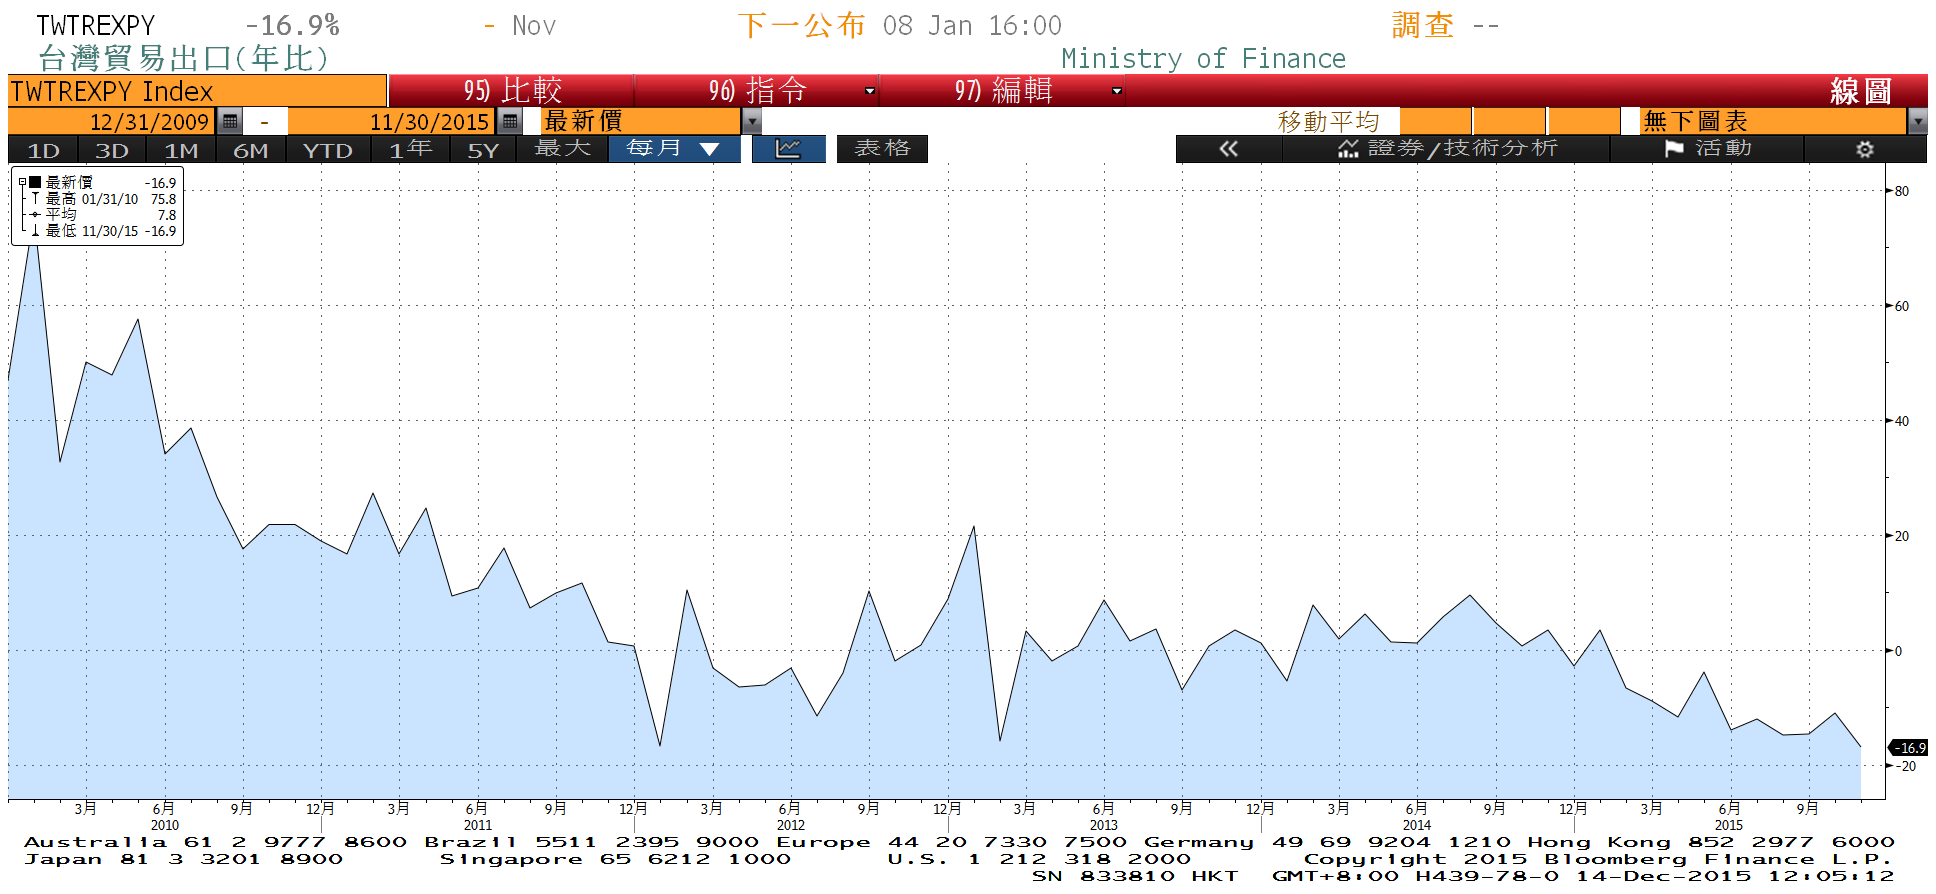 TWTREXPY -16.9% - Nov 下一公布 08 Jan 16:00 調查 --
台灣貿易出口(年比) Ministry of Finance
TWTREXPY Index 95) 比較 96) 指令 97) 編輯 線圖
12/31/2009 - 11/30/2015 最新價 移動平均 無下圖表
1D 3D 1M 6M YTD 1年 5Y 最大 每月 表格 « 證券/技術分析 活動
最新價 -16.9
最高 01/31/10 75.8
平均 7.8
最低 11/30/15 -16.9
80
60
40
20
0
-16.9
-20
3月 6月 9月 12月 3月 6月 9月 12月 3月 6月 9月 12月 3月 6月 9月 12月 3月 6月 9月 12月 3月 6月 9月
2010 2011 2012 2013 2014 2015
Australia 61 2 9777 8600 Brazil 5511 2395 9000 Europe 44 20 7330 7500 Germany 49 69 9204 1210 Hong Kong 852 2977 6000
Japan 81 3 3201 8900 Singapore 65 6212 1000 U.S. 1 212 318 2000 Copyright 2015 Bloomberg Finance L.P.
SN 833810 HKT GMT+8:00 H439-78-0 14-Dec-2015 12:05:12